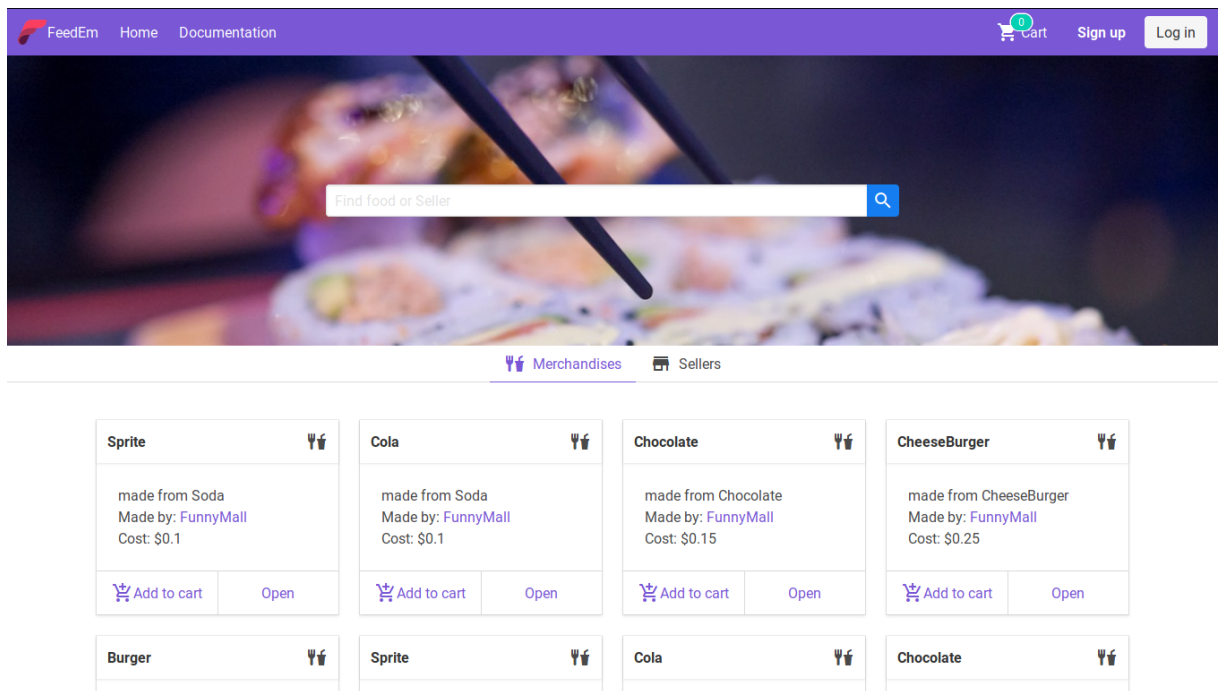 FeedEm Home Documentation 0 Cart Sign up Log in
Find food or Seller
Merchandises Sellers
Sprite
made from Soda
Made by: FunnyMall
Cost: $0.1
Add to cart Open
Cola
made from Soda
Made by: FunnyMall
Cost: $0.1
Add to cart Open
Chocolate
made from Chocolate
Made by: FunnyMall
Cost: $0.15
Add to cart Open
CheeseBurger
made from CheeseBurger
Made by: FunnyMall
Cost: $0.25
Add to cart Open
Burger
Sprite
Cola
Chocolate